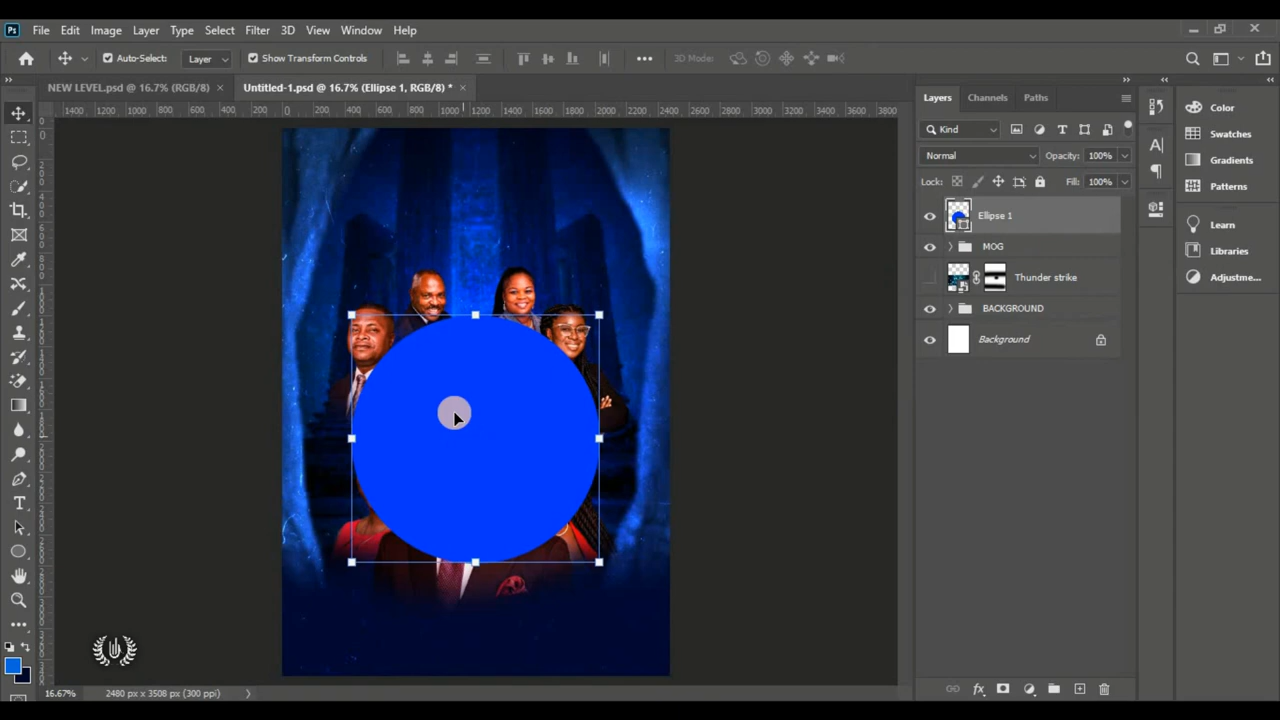 Ps File Edit Image Layer Type Select Filter 3D View Window Help
Auto-Select: Layer Show Transform Controls ••• 3D Mode:
NEW LEVEL.psd @ 16.7% (RGB/8) × Untitled-1.psd @ 16.7% (Ellipse 1, RGB/8) * ×
1400 1200 1000 800 600 400 200 0 200 400 600 800 1000 1200 1400 1600 1800 2000 2200 2400 2600 2800 3000 3200 3400 3600 3800
Layers Channels Paths
Kind
Normal Opacity: 100%
Lock: Fill: 100%
Ellipse 1
MOG
Thunder strike
BACKGROUND
Background
Color
Swatches
Gradients
Patterns
Learn
Libraries
Adjustme...
16.67% 2480 px x 3508 px (300 ppi)
fx